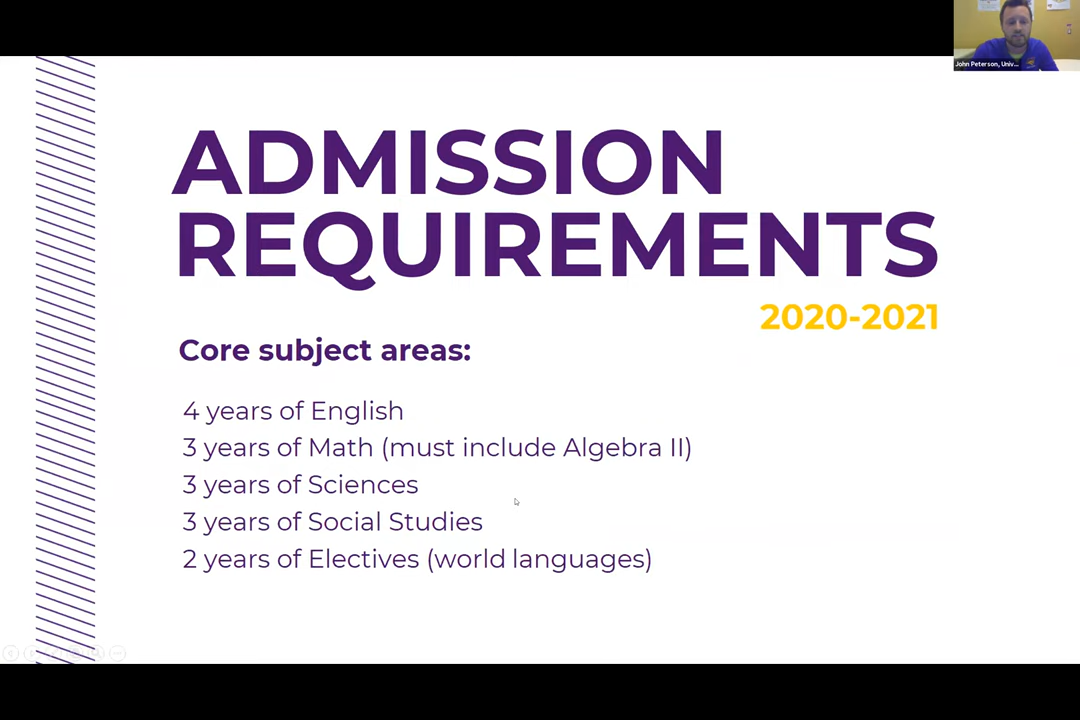 John Peterson, Univ...
ADMISSION
REQUIREMENTS
2020-2021
Core subject areas:
4 years of English
3 years of Math (must include Algebra II)
3 years of Sciences
3 years of Social Studies
2 years of Electives (world languages)